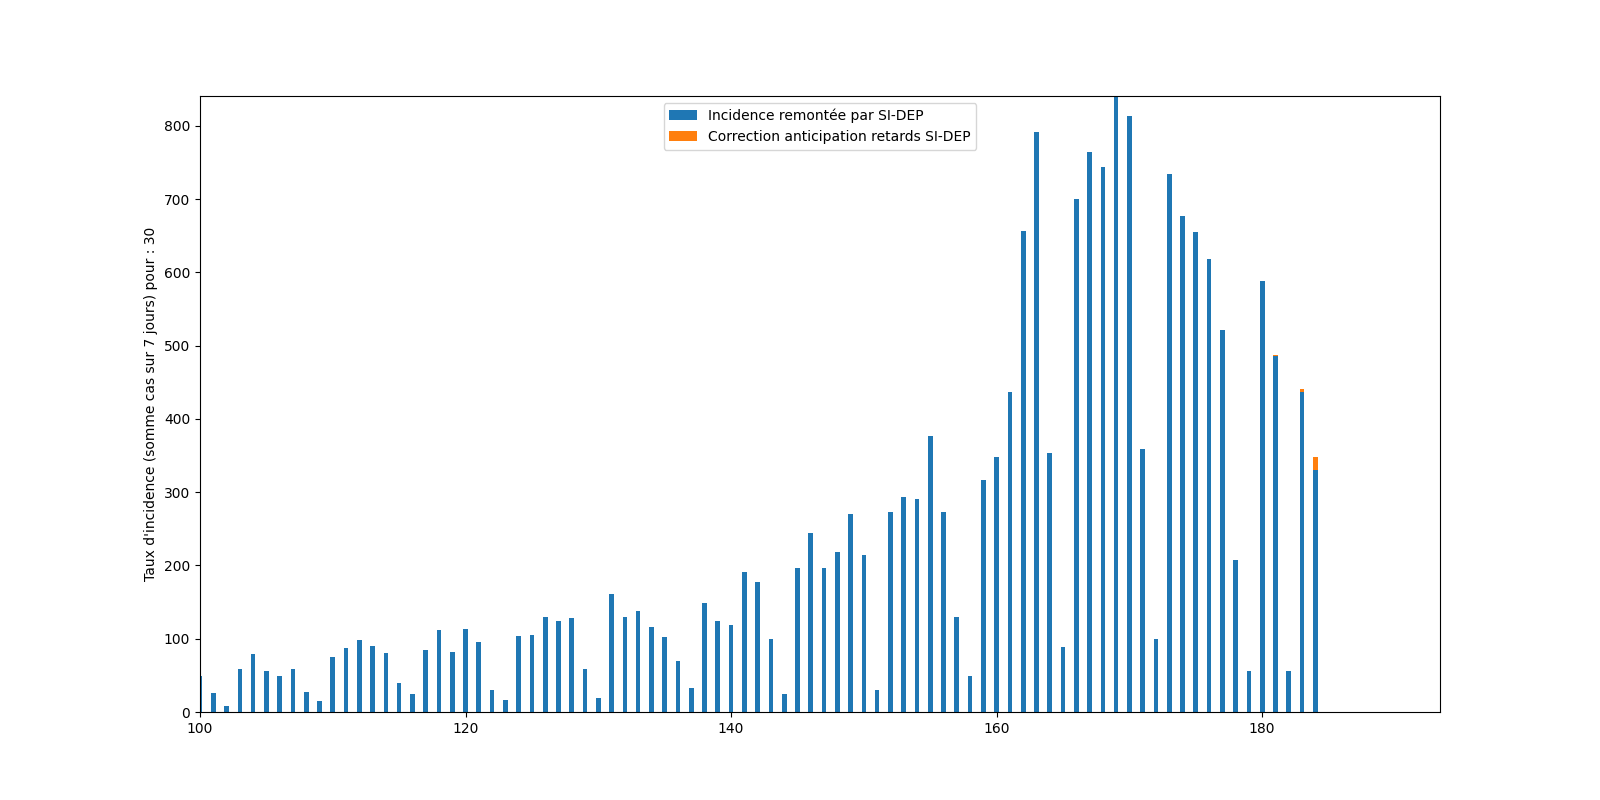 Incidence remontée par SI-DEP
Correction anticipation retards SI-DEP
Taux d'incidence (somme cas sur 7 jours) pour : 30
800
700
600
500
400
300
200
100
0
100 120 140 160 180